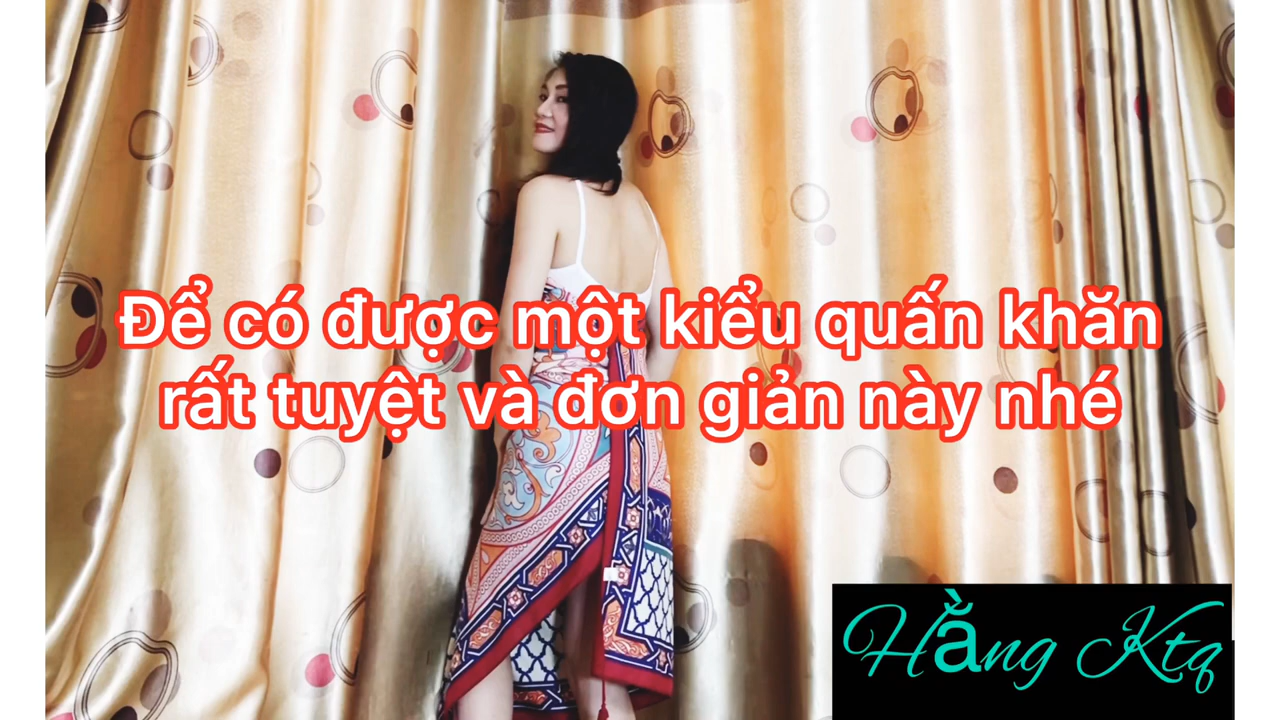 Để có được một kiểu quấn khăn
rất tuyệt và đơn giản này nhé
Hằng Ktq